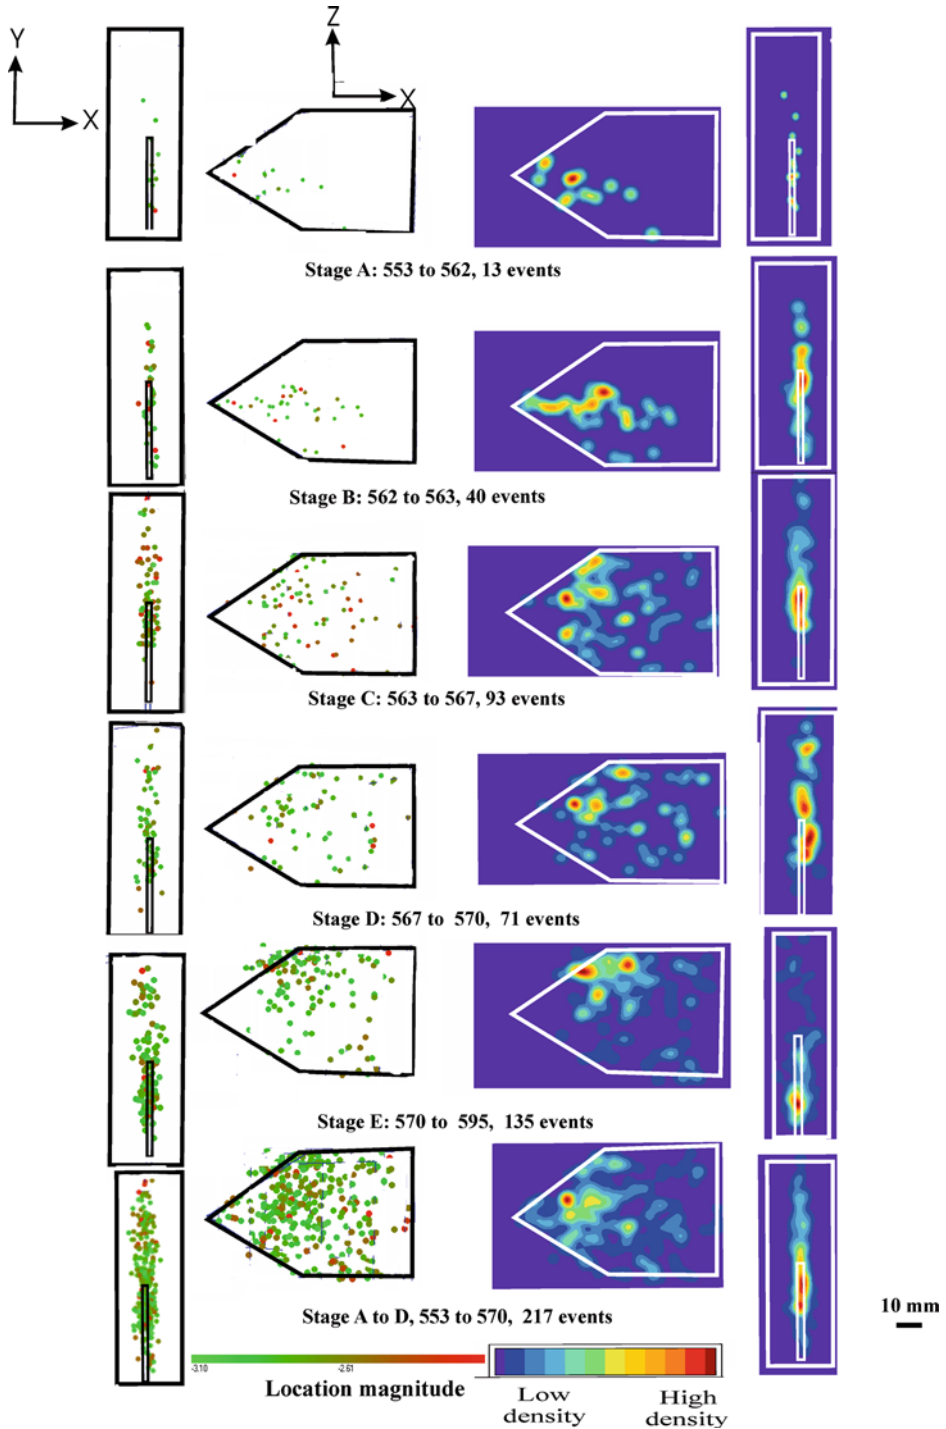 Z
Y
X
X
Stage A: 553 to 562, 13 events
Stage B: 562 to 563, 40 events
Stage C: 563 to 567, 93 events
Stage D: 567 to 570, 71 events
Stage E: 570 to 595, 135 events
Stage A to D, 553 to 570, 217 events
10 mm
-3.10
-2.61
Location magnitude
Low density
High density